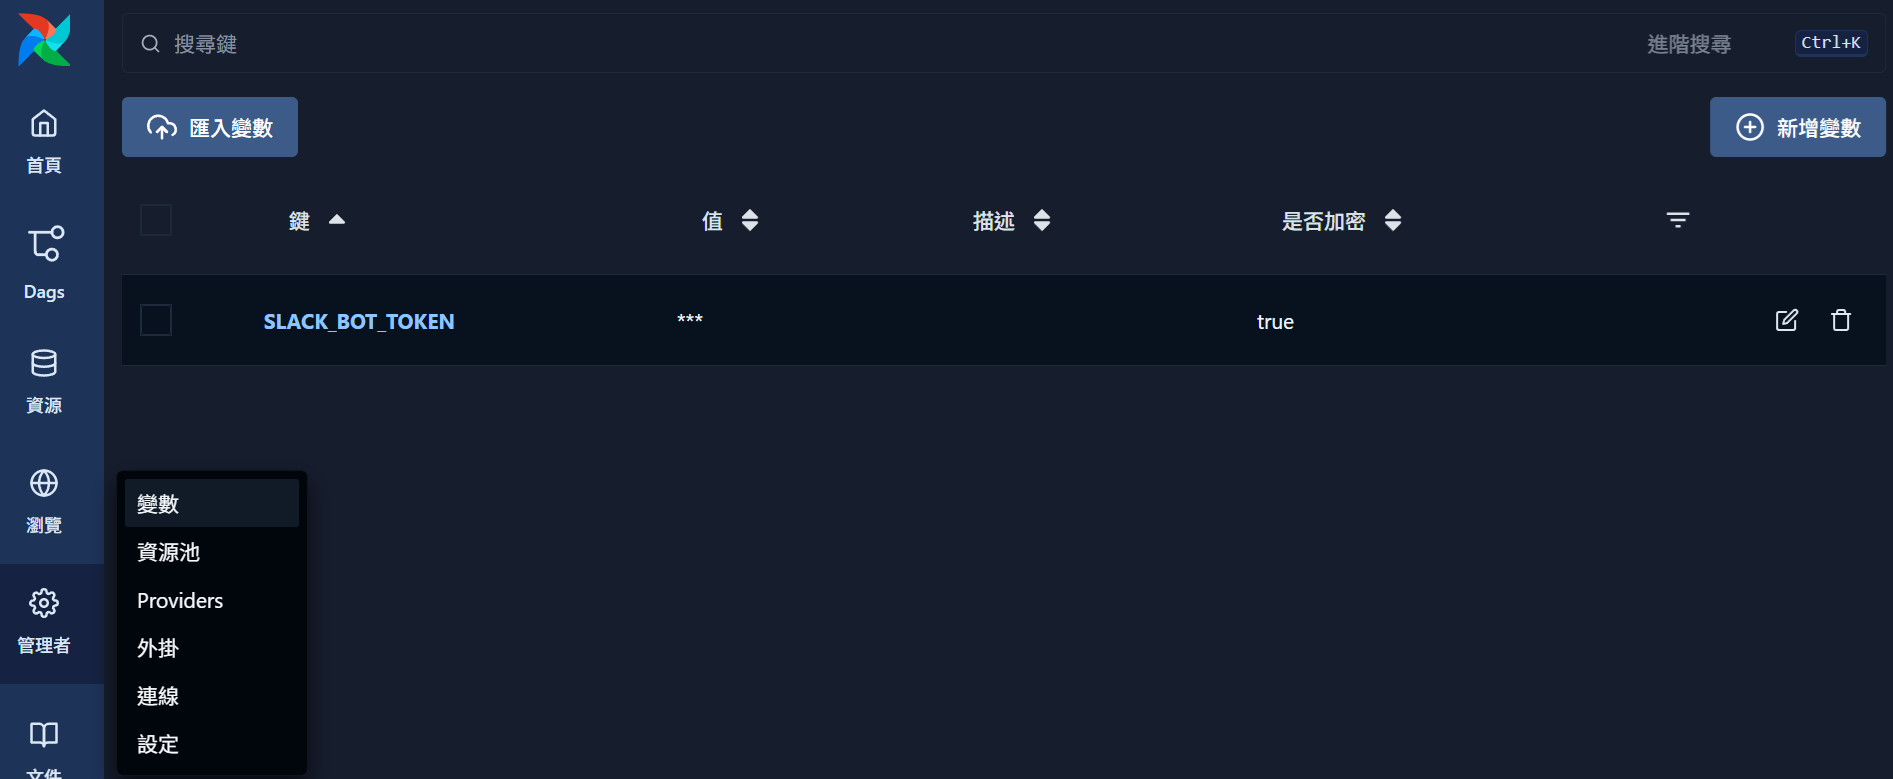 搜尋鍵 進階搜尋 Ctrl+K
匯入變數 新增變數
鍵 值 描述 是否加密
SLACK_BOT_TOKEN *** true
首頁
Dags
資源
瀏覽
管理者
文件
變數
資源池
Providers
外掛
連線
設定